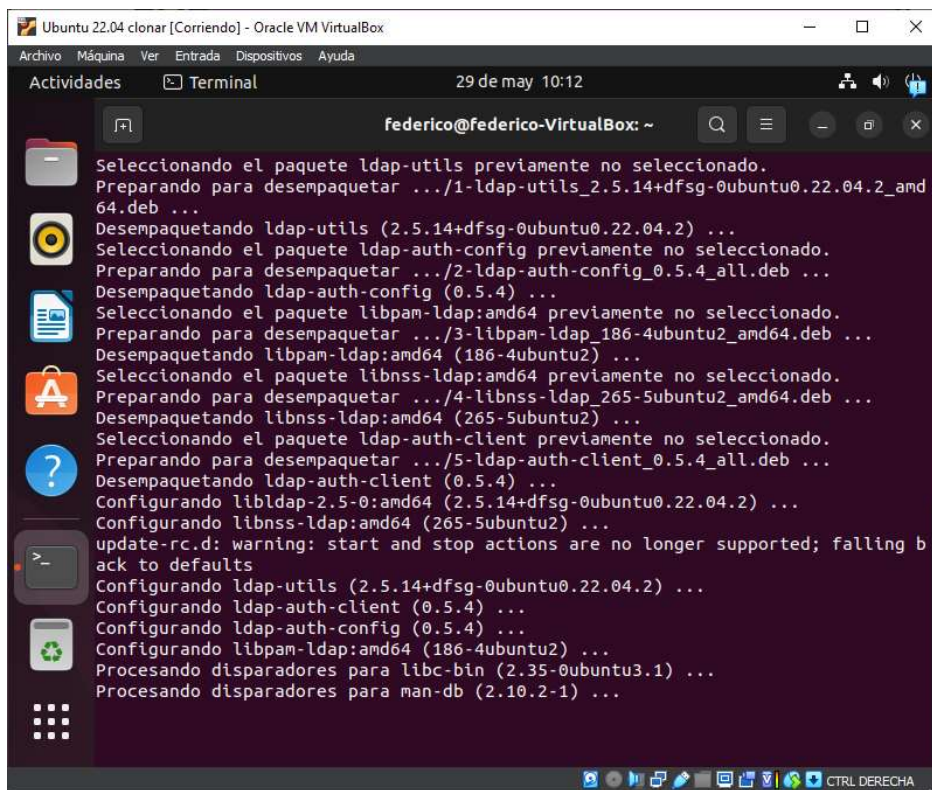 Ubuntu 22.04 clonar [Corriendo] - Oracle VM VirtualBox
Archivo Máquina Ver Entrada Dispositivos Ayuda
Actividades Terminal 29 de may 10:12
federico@federico-VirtualBox: ~
Seleccionando el paquete ldap-utils previamente no seleccionado.
Preparando para desempaquetar .../1-ldap-utils_2.5.14+dfsg-0ubuntu0.22.04.2_amd
64.deb ...
Desempaquetando ldap-utils (2.5.14+dfsg-0ubuntu0.22.04.2) ...
Seleccionando el paquete ldap-auth-config previamente no seleccionado.
Preparando para desempaquetar .../2-ldap-auth-config_0.5.4_all.deb ...
Desempaquetando ldap-auth-config (0.5.4) ...
Seleccionando el paquete libpam-ldap:amd64 previamente no seleccionado.
Preparando para desempaquetar .../3-libpam-ldap_186-4ubuntu2_amd64.deb ...
Desempaquetando libpam-ldap:amd64 (186-4ubuntu2) ...
Seleccionando el paquete libnss-ldap:amd64 previamente no seleccionado.
Preparando para desempaquetar .../4-libnss-ldap_265-5ubuntu2_amd64.deb ...
Desempaquetando libnss-ldap:amd64 (265-5ubuntu2) ...
Seleccionando el paquete ldap-auth-client previamente no seleccionado.
Preparando para desempaquetar .../5-ldap-auth-client_0.5.4_all.deb ...
Desempaquetando ldap-auth-client (0.5.4) ...
Configurando libldap-2.5-0:amd64 (2.5.14+dfsg-0ubuntu0.22.04.2) ...
Configurando libnss-ldap:amd64 (265-5ubuntu2) ...
update-rc.d: warning: start and stop actions are no longer supported; falling b
ack to defaults
Configurando ldap-utils (2.5.14+dfsg-0ubuntu0.22.04.2) ...
Configurando ldap-auth-client (0.5.4) ...
Configurando ldap-auth-config (0.5.4) ...
Configurando libpam-ldap:amd64 (186-4ubuntu2) ...
Procesando disparadores para libc-bin (2.35-0ubuntu3.1) ...
Procesando disparadores para man-db (2.10.2-1) ...
CTRL DERECHA